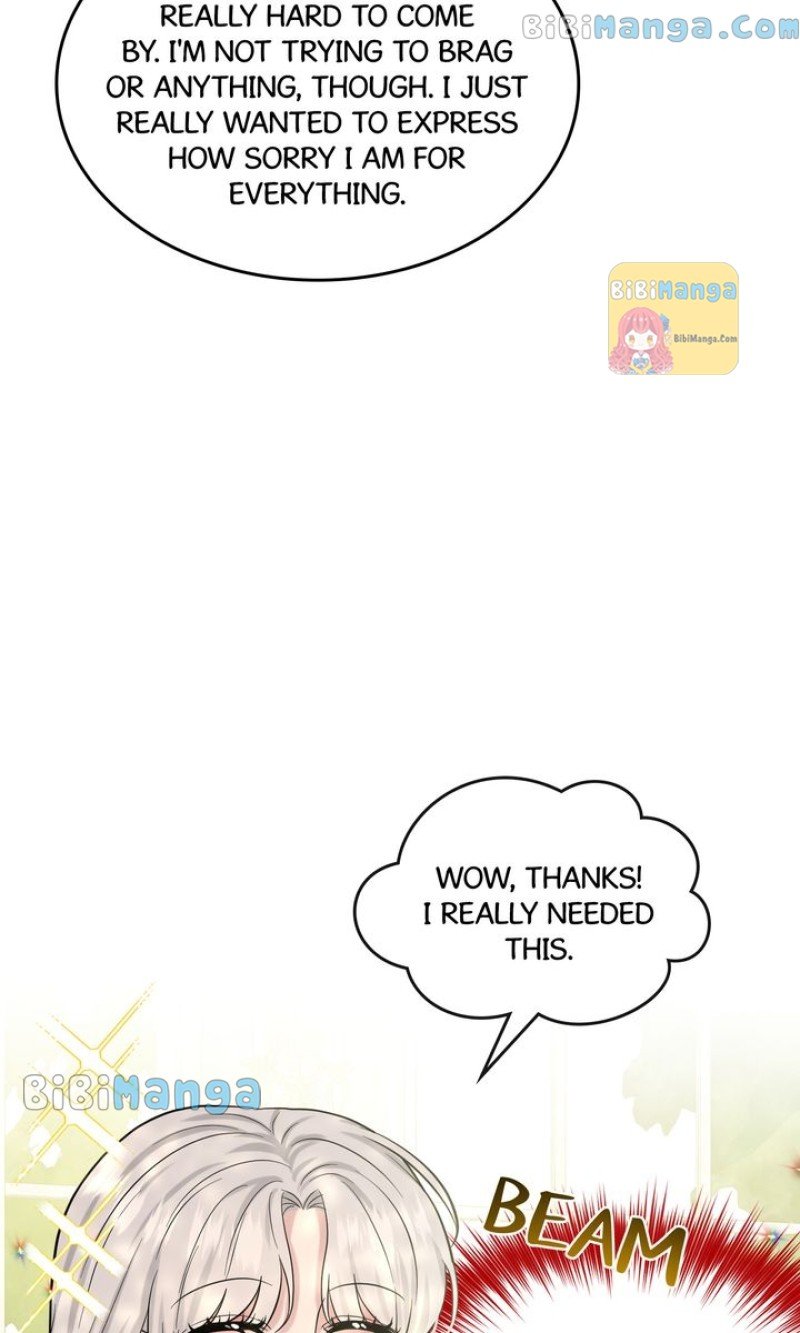 REALLY HARD TO COME
BY. I'M NOT TRYING TO BRAG
OR ANYTHING, THOUGH. I JUST
REALLY WANTED TO EXPRESS
HOW SORRY I AM FOR
EVERYTHING.
BiBiManga.Com
BiBiManga
BibiManga.Com
WOW, THANKS!
I REALLY NEEDED
THIS.
BiBiManga
BEAM